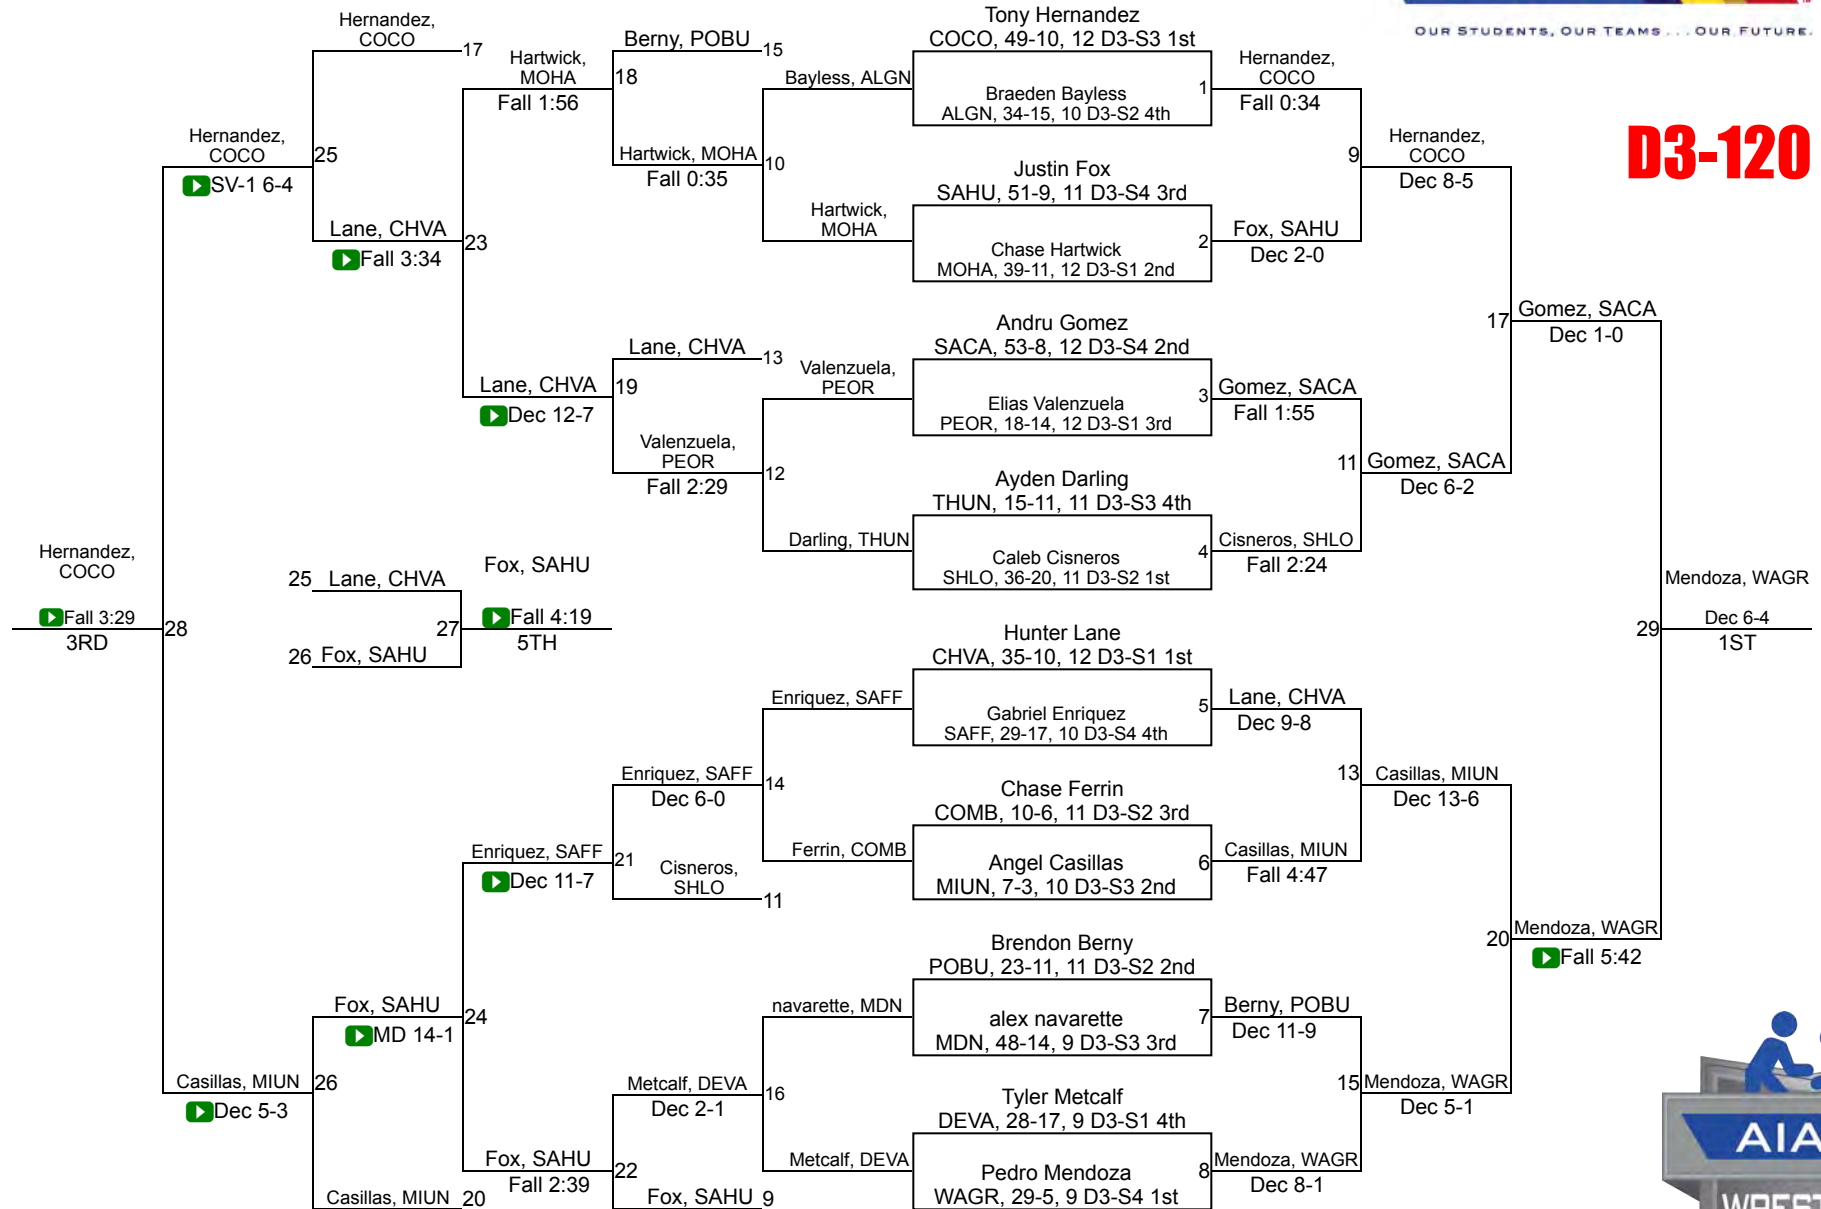 OUR STUDENTS, OUR TEAMS . . . OUR FUTURE.
D3-120
Hernandez,
COCO
17
Hartwick,
MOHA
Fall 1:56
Berny, POBU
15
18
Hernandez,
COCO
25
SV-1 6-4
Lane, CHVA
23
Fall 3:34
Hartwick, MOHA
10
Fall 0:35
Bayless, ALGN
Hartwick,
MOHA
Lane, CHVA
13
Lane, CHVA
19
Dec 12-7
Valenzuela,
PEOR
12
Fall 2:29
Valenzuela,
PEOR
Darling, THUN
Hernandez,
COCO
Fall 3:29
28
3RD
25 Lane, CHVA
26 Fox, SAHU
27
Fox, SAHU
Fall 4:19
5TH
Enriquez, SAFF
Enriquez, SAFF
14
Dec 6-0
Ferrin, COMB
Enriquez, SAFF
21
Dec 11-7
Cisneros,
SHLO
11
Fox, SAHU
24
MD 14-1
navarette, MDN
Casillas, MIUN
26
Dec 5-3
Metcalf, DEVA
16
Dec 2-1
Metcalf, DEVA
Fox, SAHU
22
Fall 2:39
Casillas, MIUN
20
Fox, SAHU
9
Tony Hernandez
COCO, 49-10, 12 D3-S3 1st
Braeden Bayless
ALGN, 34-15, 10 D3-S2 4th
1
Justin Fox
SAHU, 51-9, 11 D3-S4 3rd
Chase Hartwick
MOHA, 39-11, 12 D3-S1 2nd
2
Andru Gomez
SACA, 53-8, 12 D3-S4 2nd
Elias Valenzuela
PEOR, 18-14, 12 D3-S1 3rd
3
Ayden Darling
THUN, 15-11, 11 D3-S3 4th
Caleb Cisneros
SHLO, 36-20, 11 D3-S2 1st
4
Hunter Lane
CHVA, 35-10, 12 D3-S1 1st
Gabriel Enriquez
SAFF, 29-17, 10 D3-S4 4th
5
Chase Ferrin
COMB, 10-6, 11 D3-S2 3rd
Angel Casillas
MIUN, 7-3, 10 D3-S3 2nd
6
Brendon Berny
POBU, 23-11, 11 D3-S2 2nd
alex navarette
MDN, 48-14, 9 D3-S3 3rd
7
Tyler Metcalf
DEVA, 28-17, 9 D3-S1 4th
Pedro Mendoza
WAGR, 29-5, 9 D3-S4 1st
8
Hernandez,
COCO
Fall 0:34
9
Fox, SAHU
Dec 2-0
Hernandez,
COCO
Dec 8-5
Gomez, SACA
Fall 1:55
11
Cisneros, SHLO
Fall 2:24
Gomez, SACA
Dec 6-2
17
Gomez, SACA
Dec 1-0
Lane, CHVA
Dec 9-8
13
Casillas, MIUN
Fall 4:47
Casillas, MIUN
Dec 13-6
20
Berny, POBU
Dec 11-9
15
Mendoza, WAGR
Dec 8-1
Mendoza, WAGR
Dec 5-1
Mendoza, WAGR
Fall 5:42
29
Mendoza, WAGR
Dec 6-4
1ST
AIA